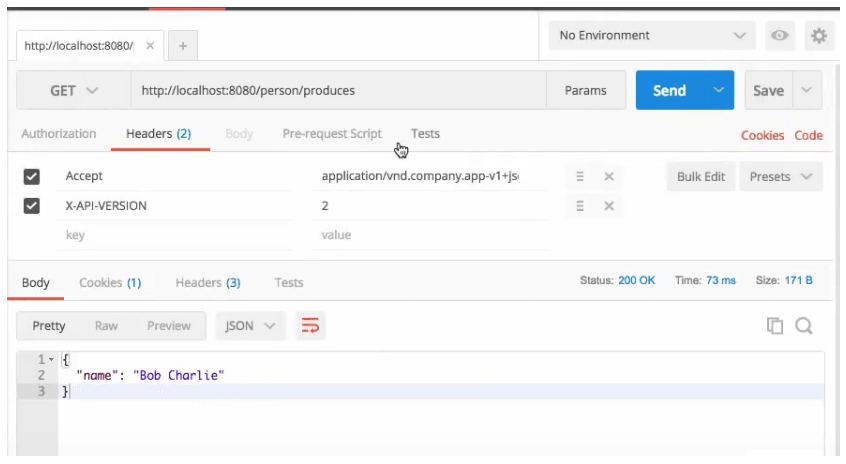 No Environment
http://localhost:8080/
GET http://localhost:8080/person/produces Params Send Save
Authorization Headers (2) Body Pre-request Script Tests Cookies Code
Accept application/vnd.company.app-v1+js Bulk Edit Presets
X-API-VERSION 2
key value
Body Cookies (1) Headers (3) Tests Status: 200 OK Time: 73 ms Size: 171 B
Pretty Raw Preview JSON
1 {
2 "name": "Bob Charlie"
3 }